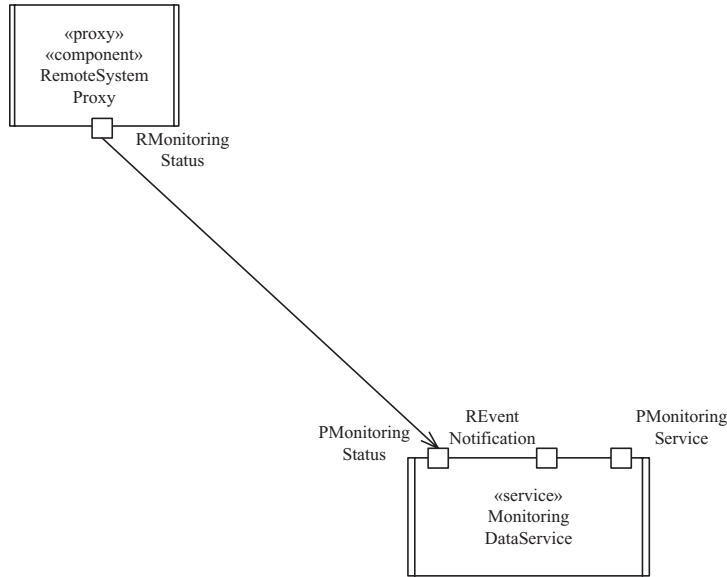 «proxy»
«component»
RemoteSystem
Proxy
RMonitoring
Status
PMonitoring
Status
REvent
Notification
PMonitoring
Service
«service»
Monitoring
DataService